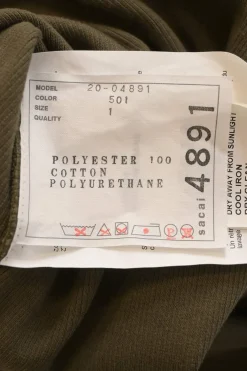 MODEL 20-04891
COLOR 501
SIZE 1
QUALITY
POLYESTER 100
COTTON
POLYURETHANE
sacai 4891
DRY AWAY FROM SUNLIGHT
COOL IRON